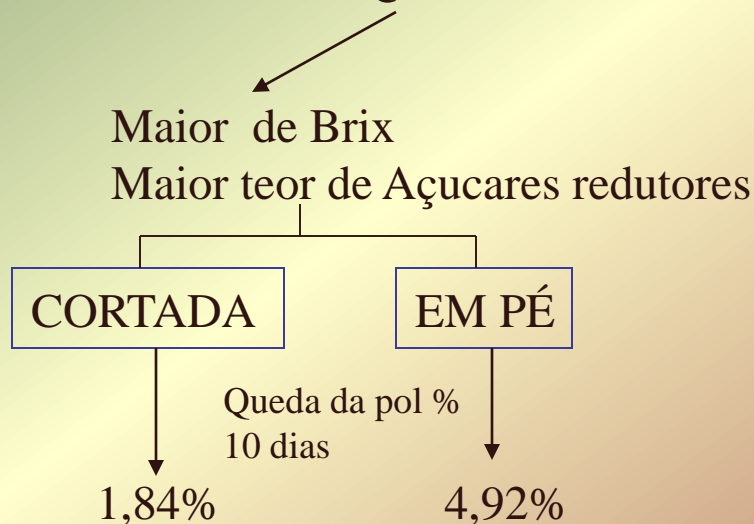 Maior de Brix
Maior teor de Açucares redutores
CORTADA
EM PÉ
Queda da pol %
10 dias
1,84%
4,92%